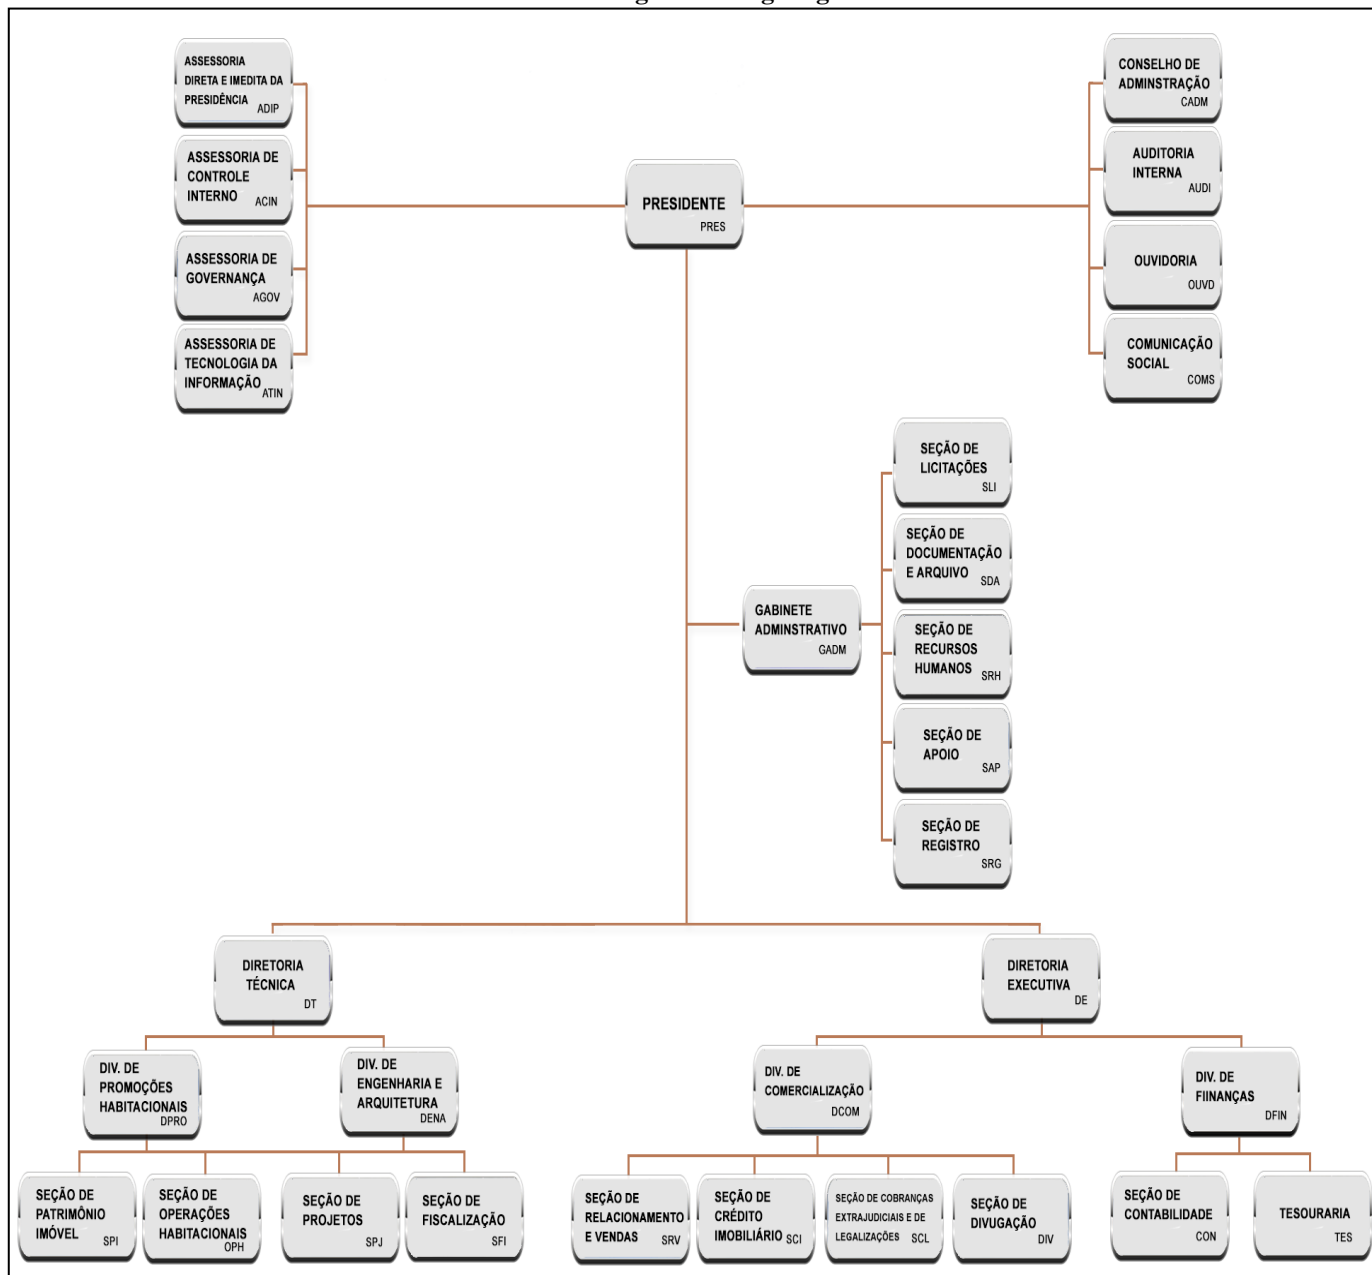 ASSESSORIA
DIRETA E IMEDITA DA
PRESIDÊNCIA
ADIP
ASSESSORIA DE
CONTROLE
INTERNO
ACIN
ASSESSORIA DE
GOVERNANÇA
AGOV
ASSESSORIA DE
TECNOLOGIA DA
INFORMAÇÃO
ATIN
PRESIDENTE
PRES
CONSELHO DE
ADMINSTRAÇÃO
CADM
AUDITORIA
INTERNA
AUDI
OUVIDORIA
OUVD
COMUNICAÇÃO
SOCIAL
COMS
GABINETE
ADMINSTRATIVO
GADM
SEÇÃO DE
LICITAÇÕES
SLI
SEÇÃO DE
DOCUMENTAÇÃO
E ARQUIVO
SDA
SEÇÃO DE
RECURSOS
HUMANOS
SRH
SEÇÃO DE
APOIO
SAP
SEÇÃO DE
REGISTRO
SRG
DIRETORIA
TÉCNICA
DT
DIRETORIA
EXECUTIVA
DE
DIV. DE
PROMOÇÕES
HABITACIONAIS
DPRO
DIV. DE
ENGENHARIA E
ARQUITETURA
DENA
DIV. DE
COMERCIALIZAÇÃO
DCOM
DIV. DE
FIINANÇAS
DFIN
SEÇÃO DE
PATRIMÔNIO
IMÓVEL
SPI
SEÇÃO DE
OPERAÇÕES
HABITACIONAIS
OPH
SEÇÃO DE
PROJETOS
SPJ
SEÇÃO DE
FISCALIZAÇÃO
SFI
SEÇÃO DE
RELACIONAMENTO
E VENDAS
SRV
SEÇÃO DE
CRÉDITO
IMOBILIÁRIO
SCI
SEÇÃO DE COBRANÇAS
EXTRAJUDICIAIS E DE
LEGALIZAÇÕES
SCL
SEÇÃO DE
DIVUGAÇÃO
DIV
SEÇÃO DE
CONTABILIDADE
CON
TESOURARIA
TES